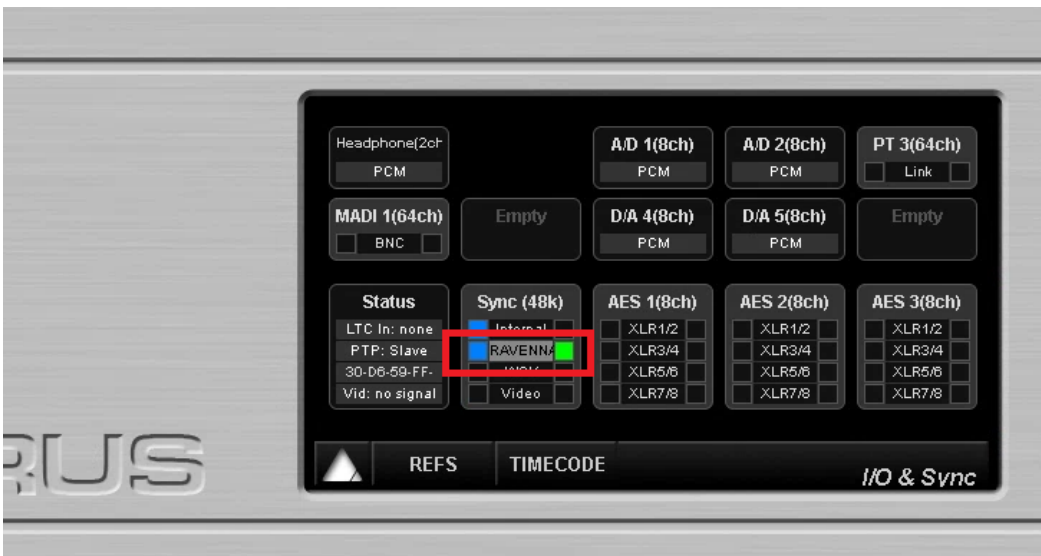 Headphone(2ch
PCM
A/D 1(8ch)
PCM
A/D 2(8ch)
PCM
PT 3(64ch)
Link
MADI 1(64ch)
BNC
Empty
D/A 4(8ch)
PCM
D/A 5(8ch)
PCM
Empty
Status
LTC In: none
PTP: Slave
30-D6-59-FF-
Vid: no signal
Sync (48k)
Internal
RAVENNA
Video
AES 1(8ch)
XLR1/2
XLR3/4
XLR5/6
XLR7/8
AES 2(8ch)
XLR1/2
XLR3/4
XLR5/6
XLR7/8
AES 3(8ch)
XLR1/2
XLR3/4
XLR5/6
XLR7/8
RUS
REFS
TIMECODE
I/O & Sync